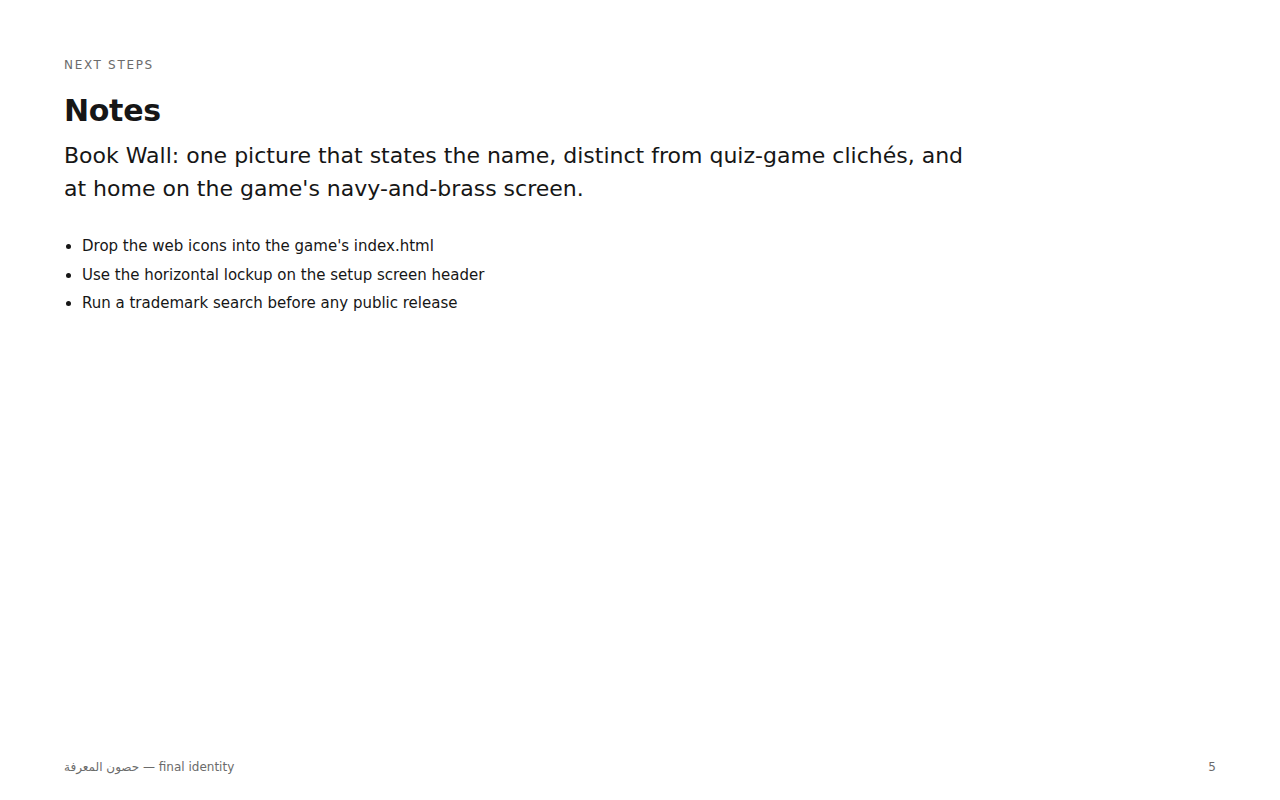 NEXT STEPS
Notes
Book Wall: one picture that states the name, distinct from quiz-game clichés, and
at home on the game's navy-and-brass screen.
• Drop the web icons into the game's index.html
• Use the horizontal lockup on the setup screen header
• Run a trademark search before any public release
حصون المعرفة — final identity
5